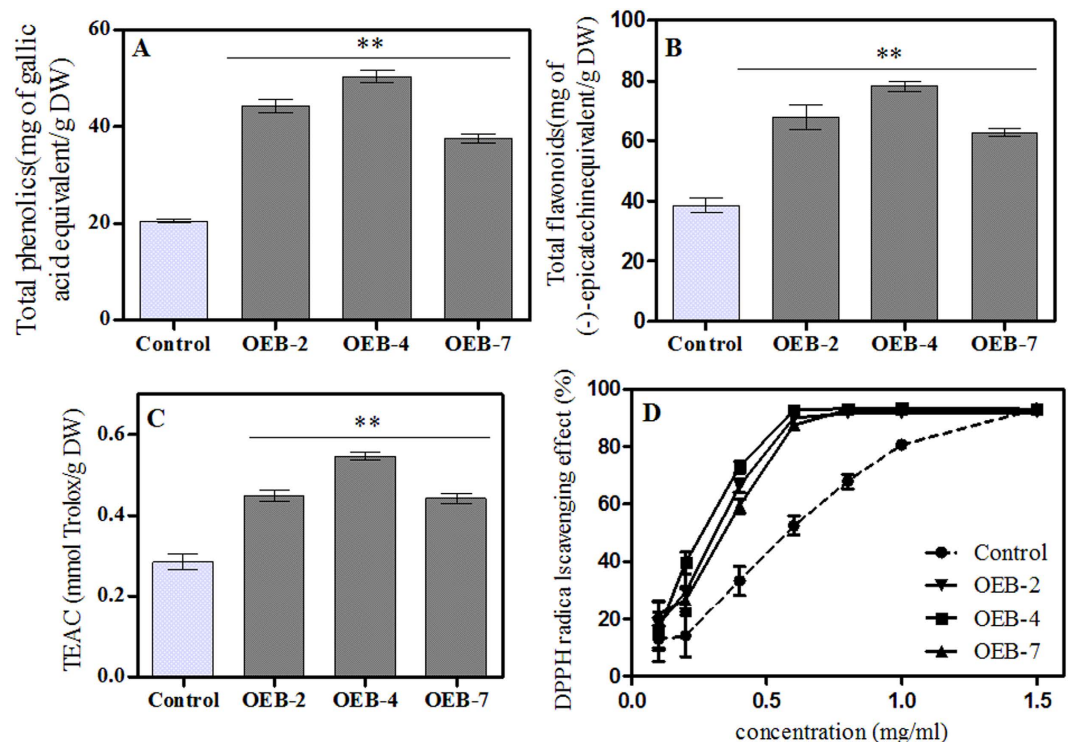 A
**
Total phenolics(mg of gallic
acid equivalent/g DW)
60
40
20
0
Control OEB-2 OEB-4 OEB-7
B
**
Total flavonoids(mg of
(-)-epicatechinequivalent/g DW)
100
80
60
40
20
0
Control OEB-2 OEB-4 OEB-7
C
**
TEAC (mmol Trolox/g DW)
0.6
0.4
0.2
0.0
Control OEB-2 OEB-4 OEB-7
D
DPPH radica lscavenging effect (%)
100
80
60
40
20
0
Control
OEB-2
OEB-4
OEB-7
0.0 0.5 1.0 1.5
concentration (mg/ml)